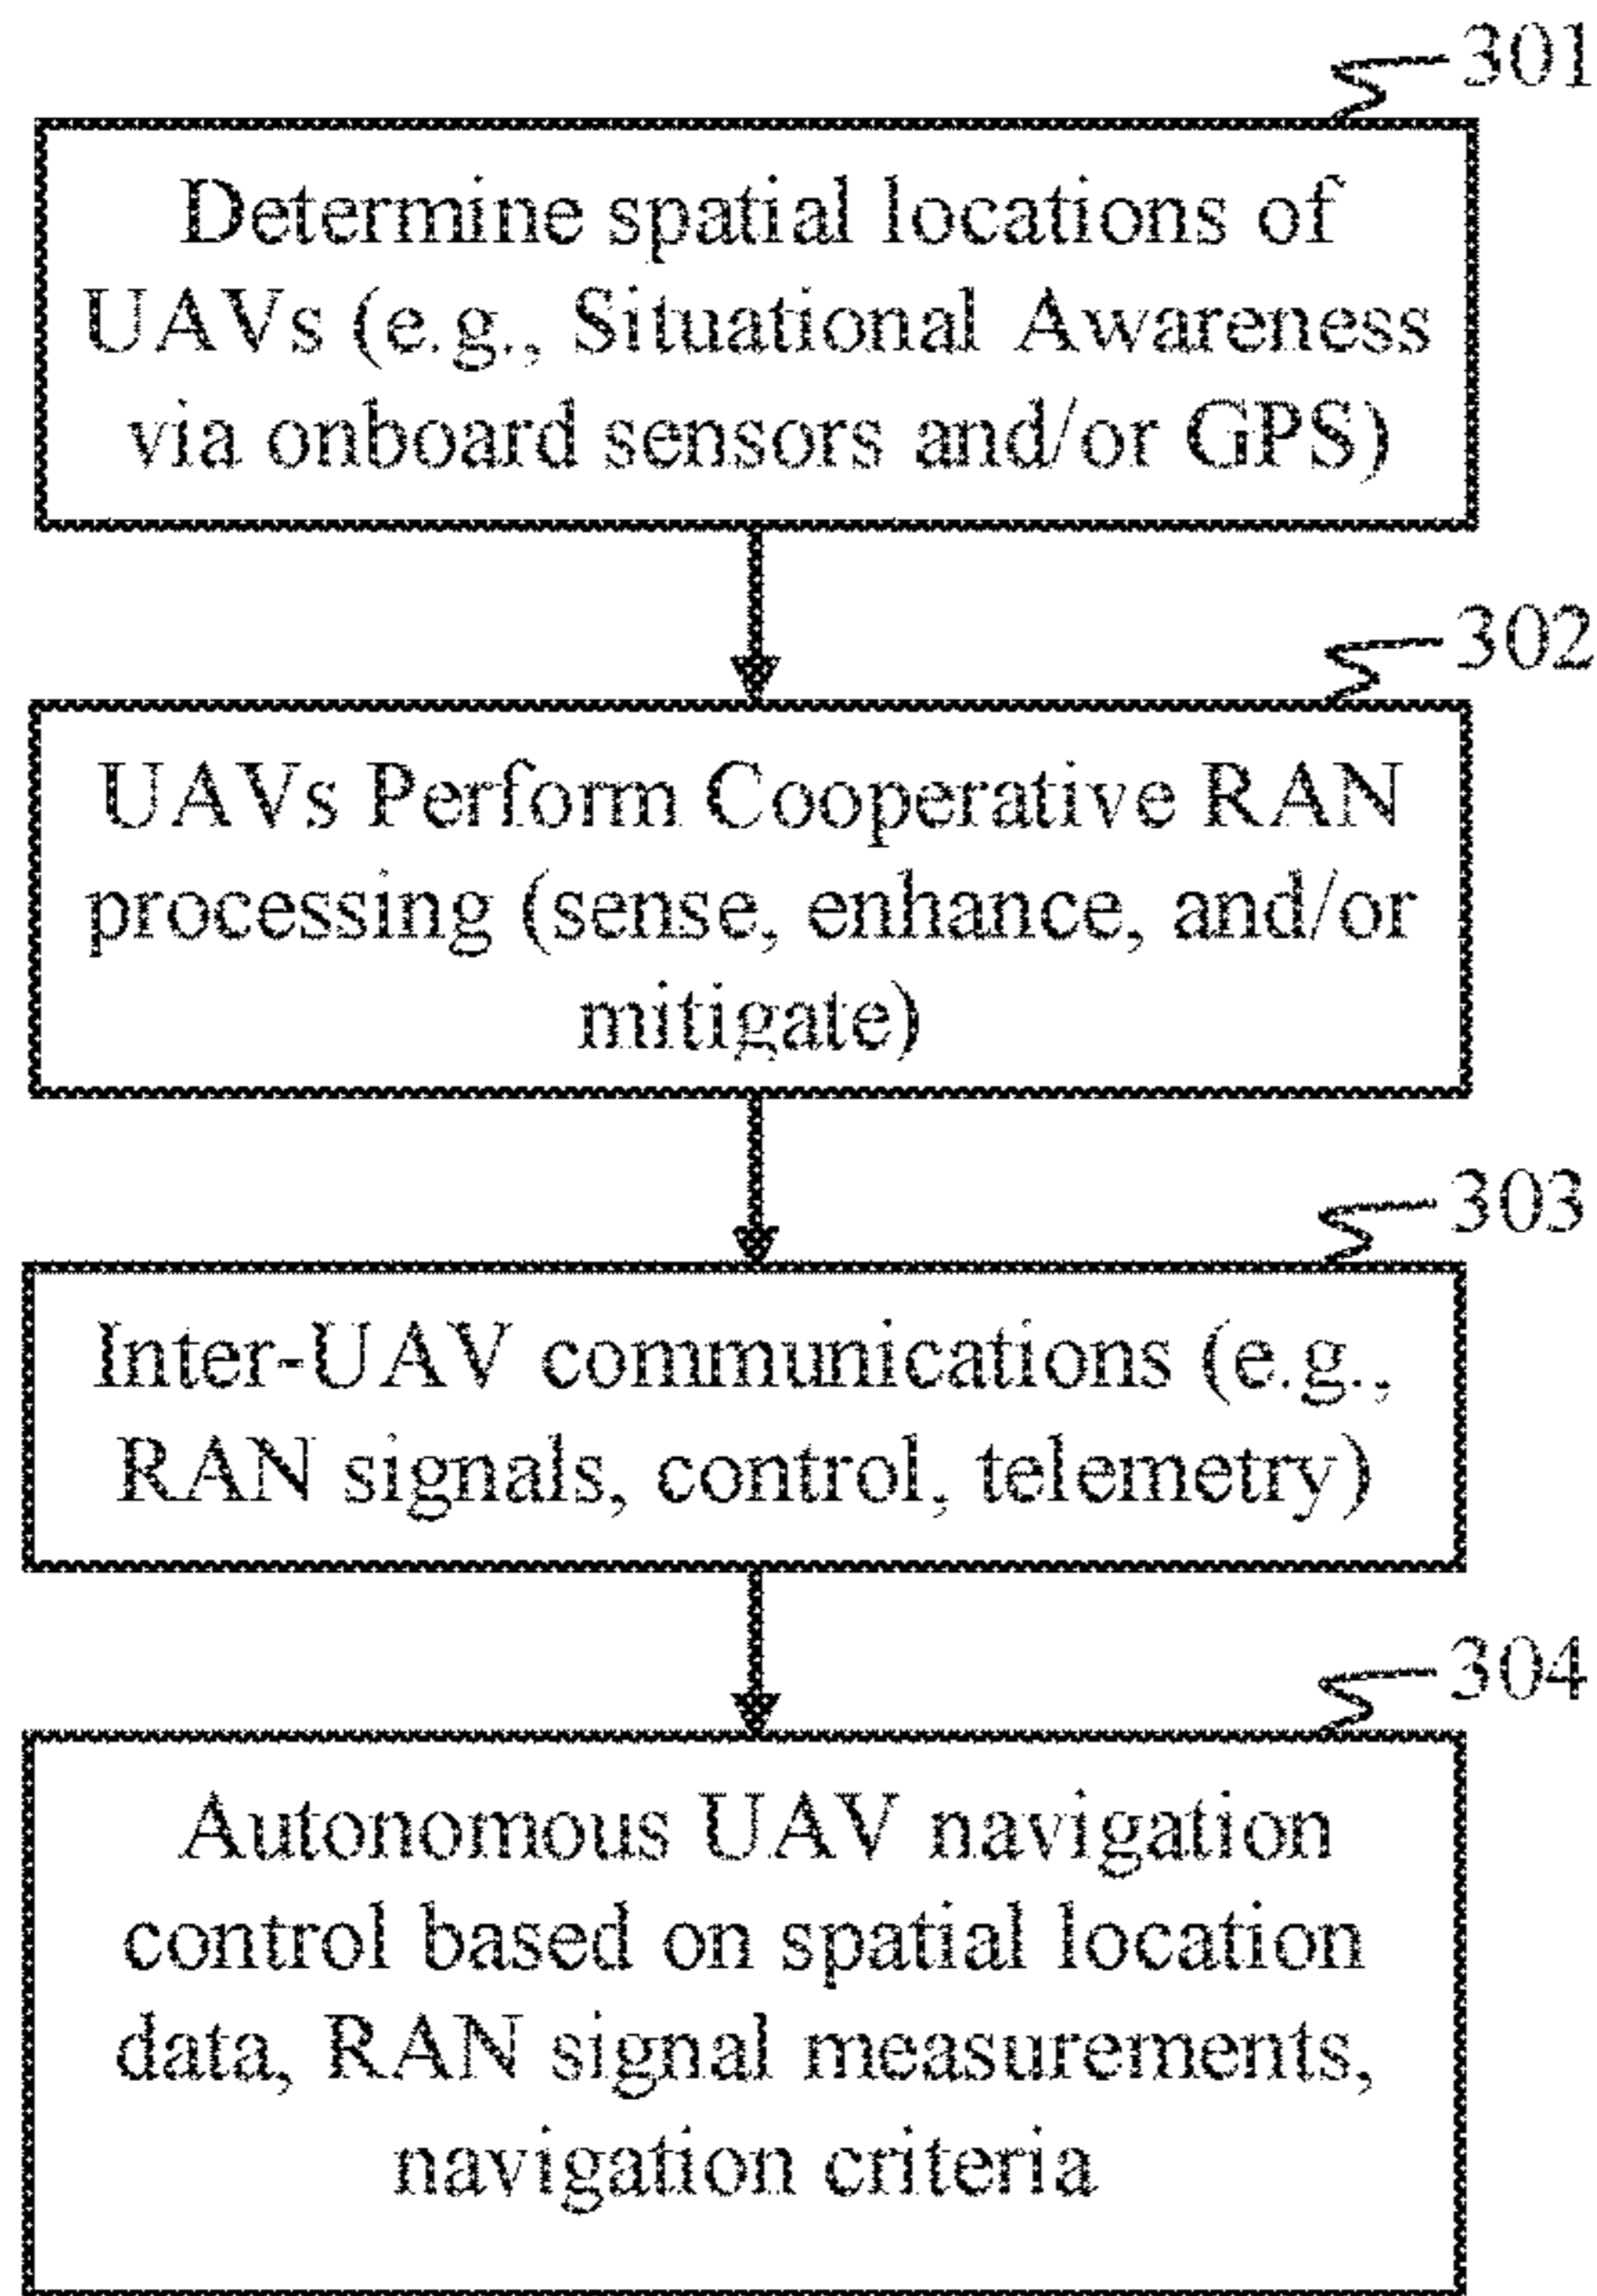 301
Determine spatial locations of
UAVs (e.g., Situational Awareness
via onboard sensors and/or GPS)
302
UAVs Perform Cooperative RAN
processing (sense, enhance, and/or
mitigate)
303
Inter-UAV communications (e.g.,
RAN signals, control, telemetry)
304
Autonomous UAV navigation
control based on spatial location
data, RAN signal measurements,
navigation criteria